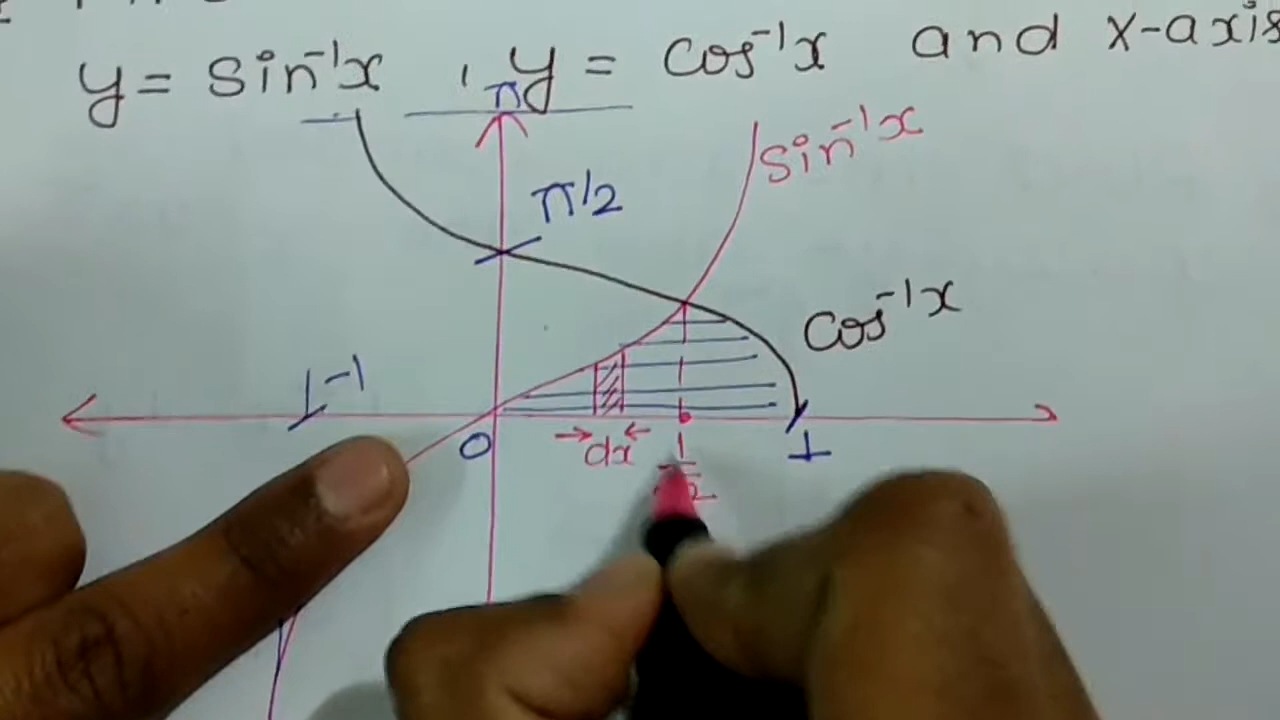 y = sin⁻¹x , y = cos⁻¹x and x-axis
π
sin⁻¹x
π/2
cos⁻¹x
-1
0
dx
1